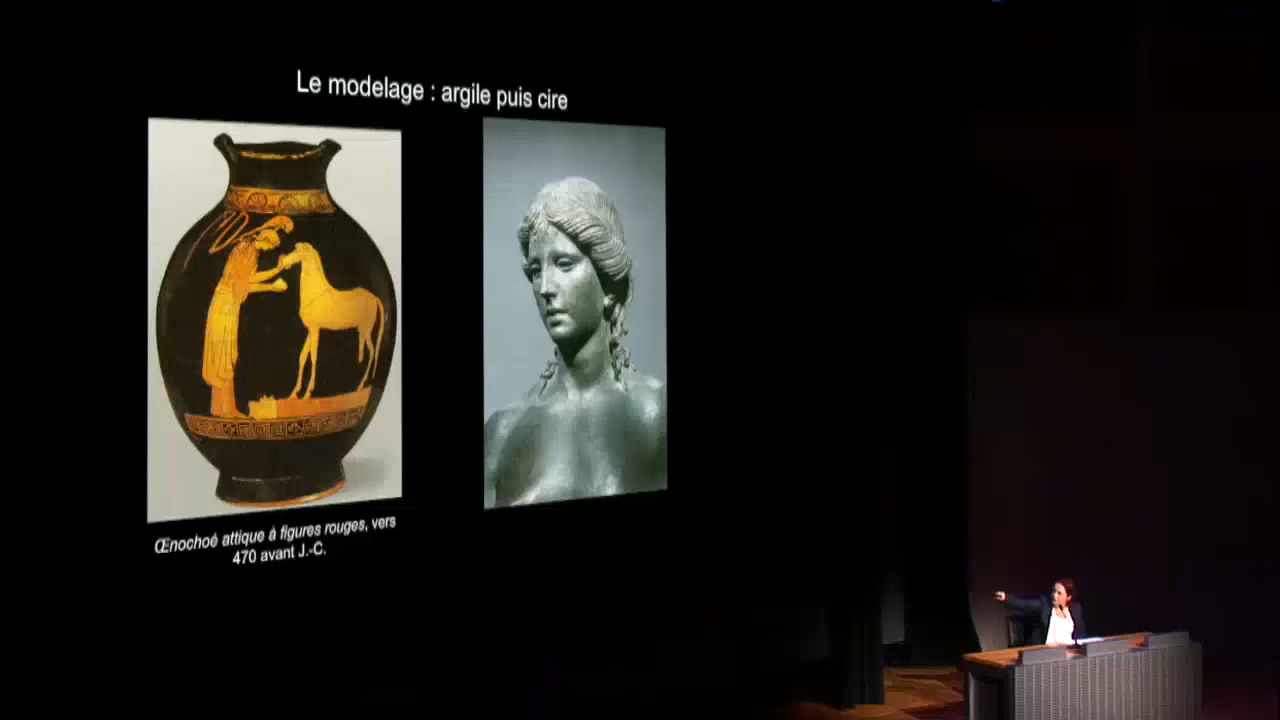 Le modelage : argile puis cire
Œnochoé attique à figures rouges, vers
470 avant J.-C.